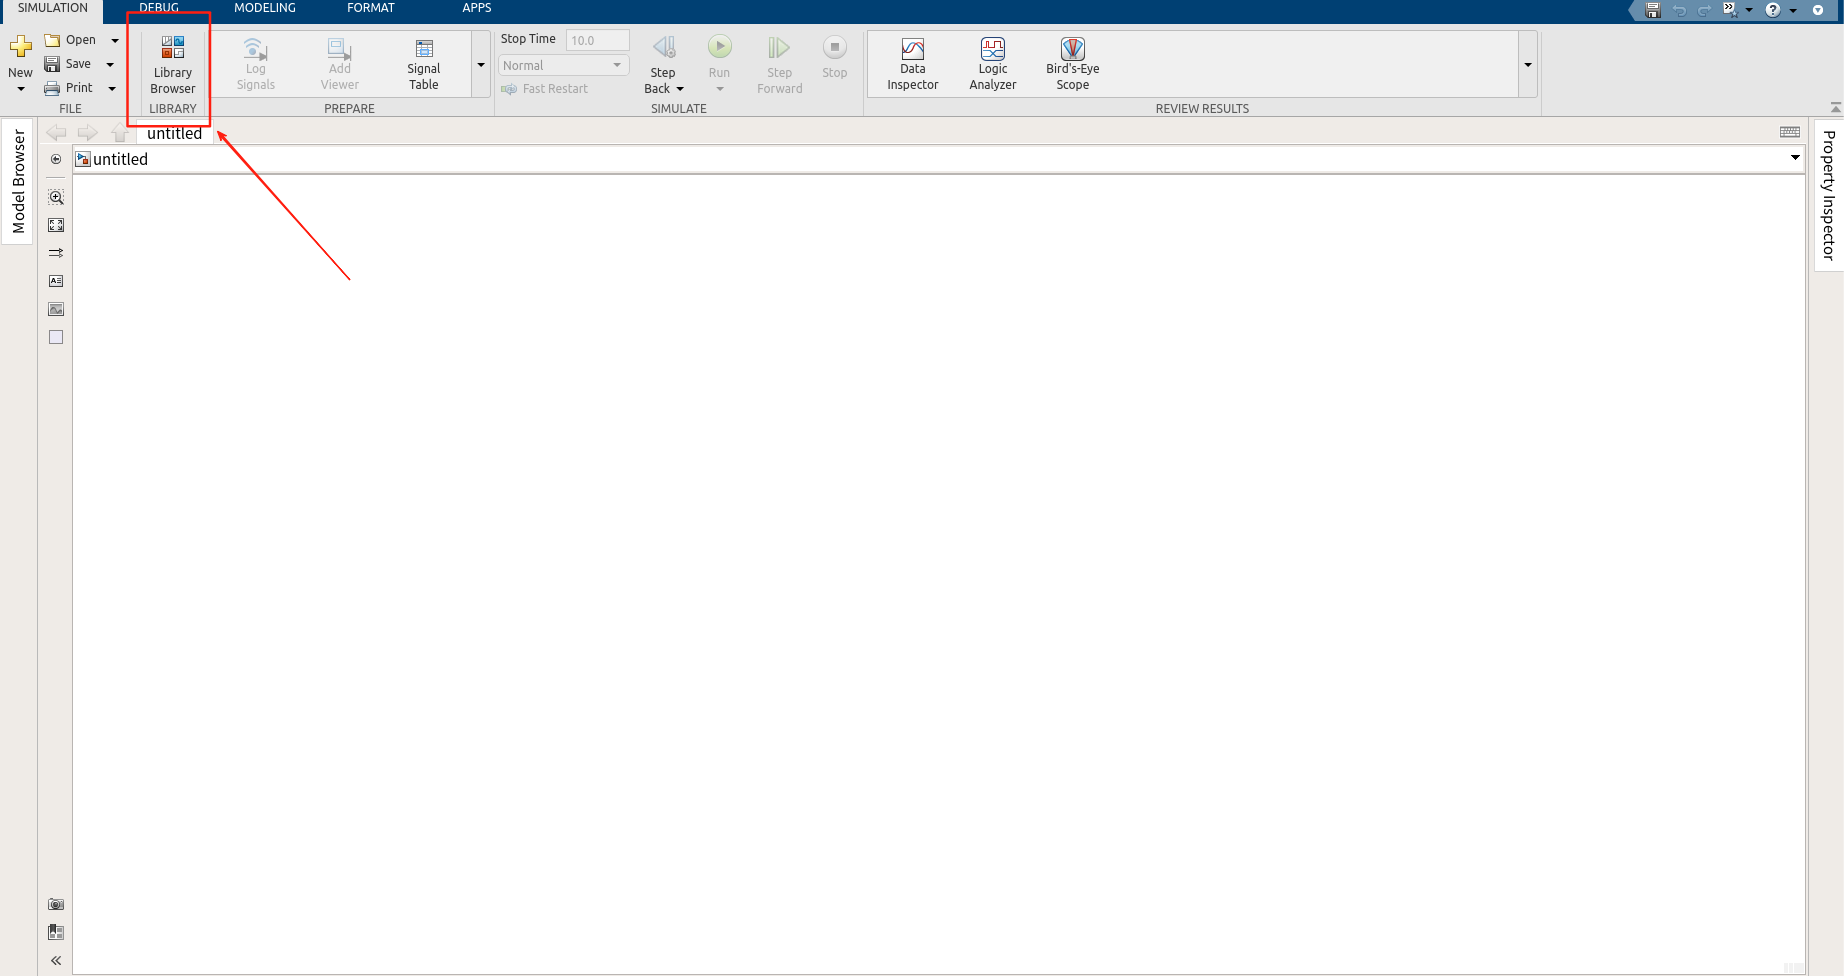 SIMULATION DEBUG MODELING FORMAT APPS
New
Open
Save
Print
FILE
Library
Browser
LIBRARY
Log
Signals
Add
Viewer
Signal
Table
PREPARE
Stop Time 10.0
Normal
Fast Restart
Step
Back
Run
Step
Forward
Stop
SIMULATE
Data
Inspector
Logic
Analyzer
Bird's-Eye
Scope
REVIEW RESULTS
Model Browser
untitled
untitled
Property Inspector